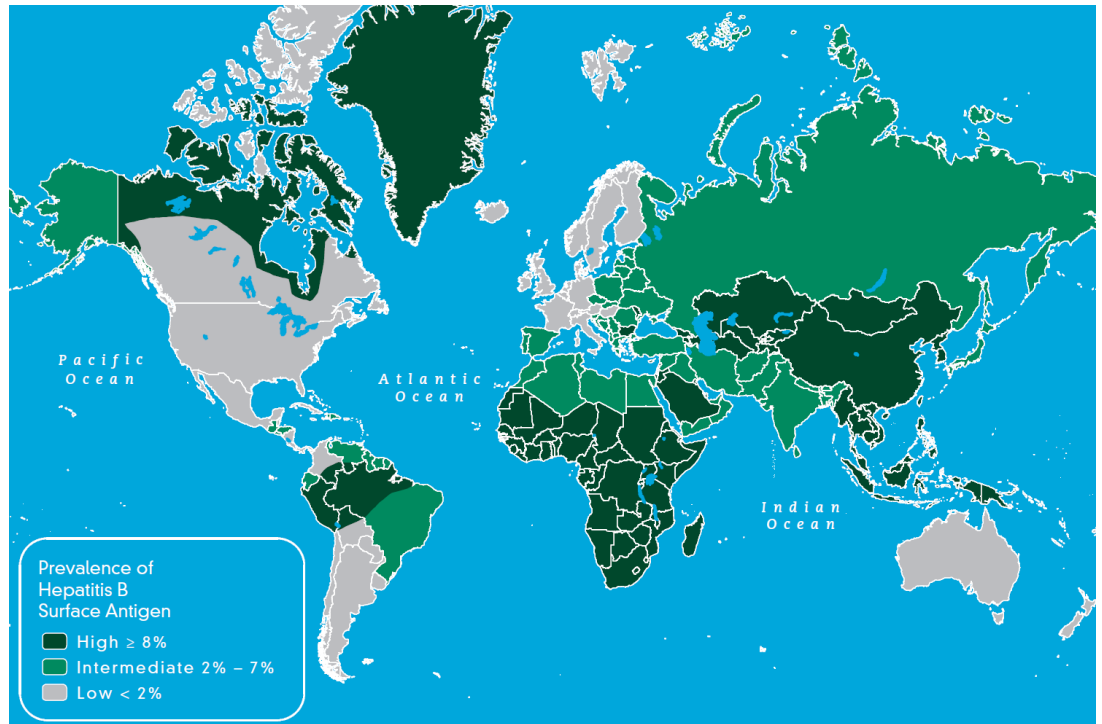 Pacific
Ocean
Atlantic
Ocean
Indian
Ocean
Prevalence of
Hepatitis B
Surface Antigen
High ≥ 8%
Intermediate 2% – 7%
Low < 2%